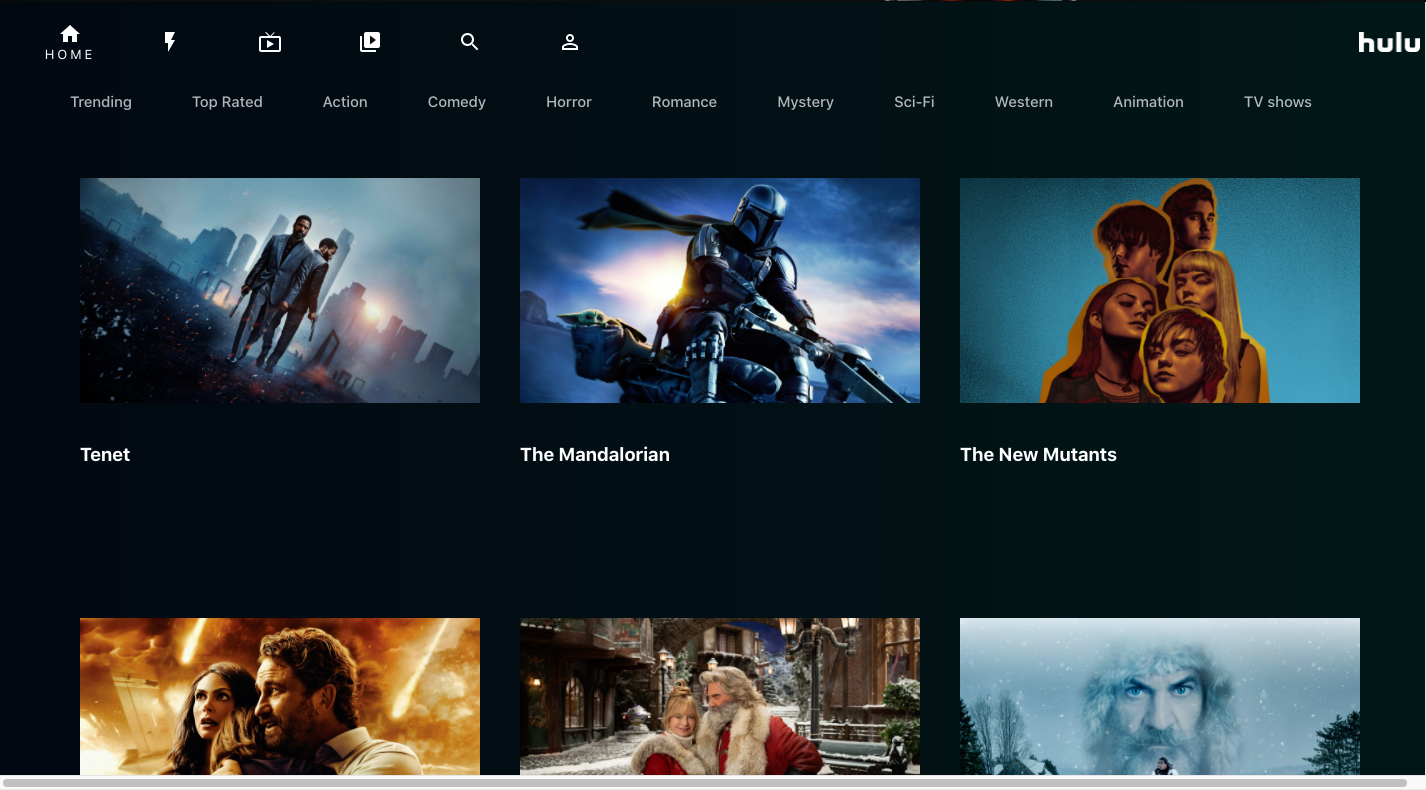 HOME
hulu
Trending Top Rated Action Comedy Horror Romance Mystery Sci-Fi Western Animation TV shows
Tenet The Mandalorian The New Mutants